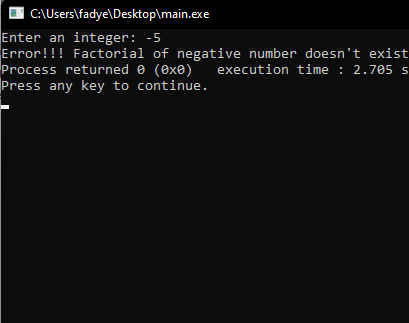 C:\Users\fadye\Desktop\main.exe
Enter an integer: -5
Error!!! Factorial of negative number doesn't exist
Process returned 0 (0x0)   execution time : 2.705 s
Press any key to continue.